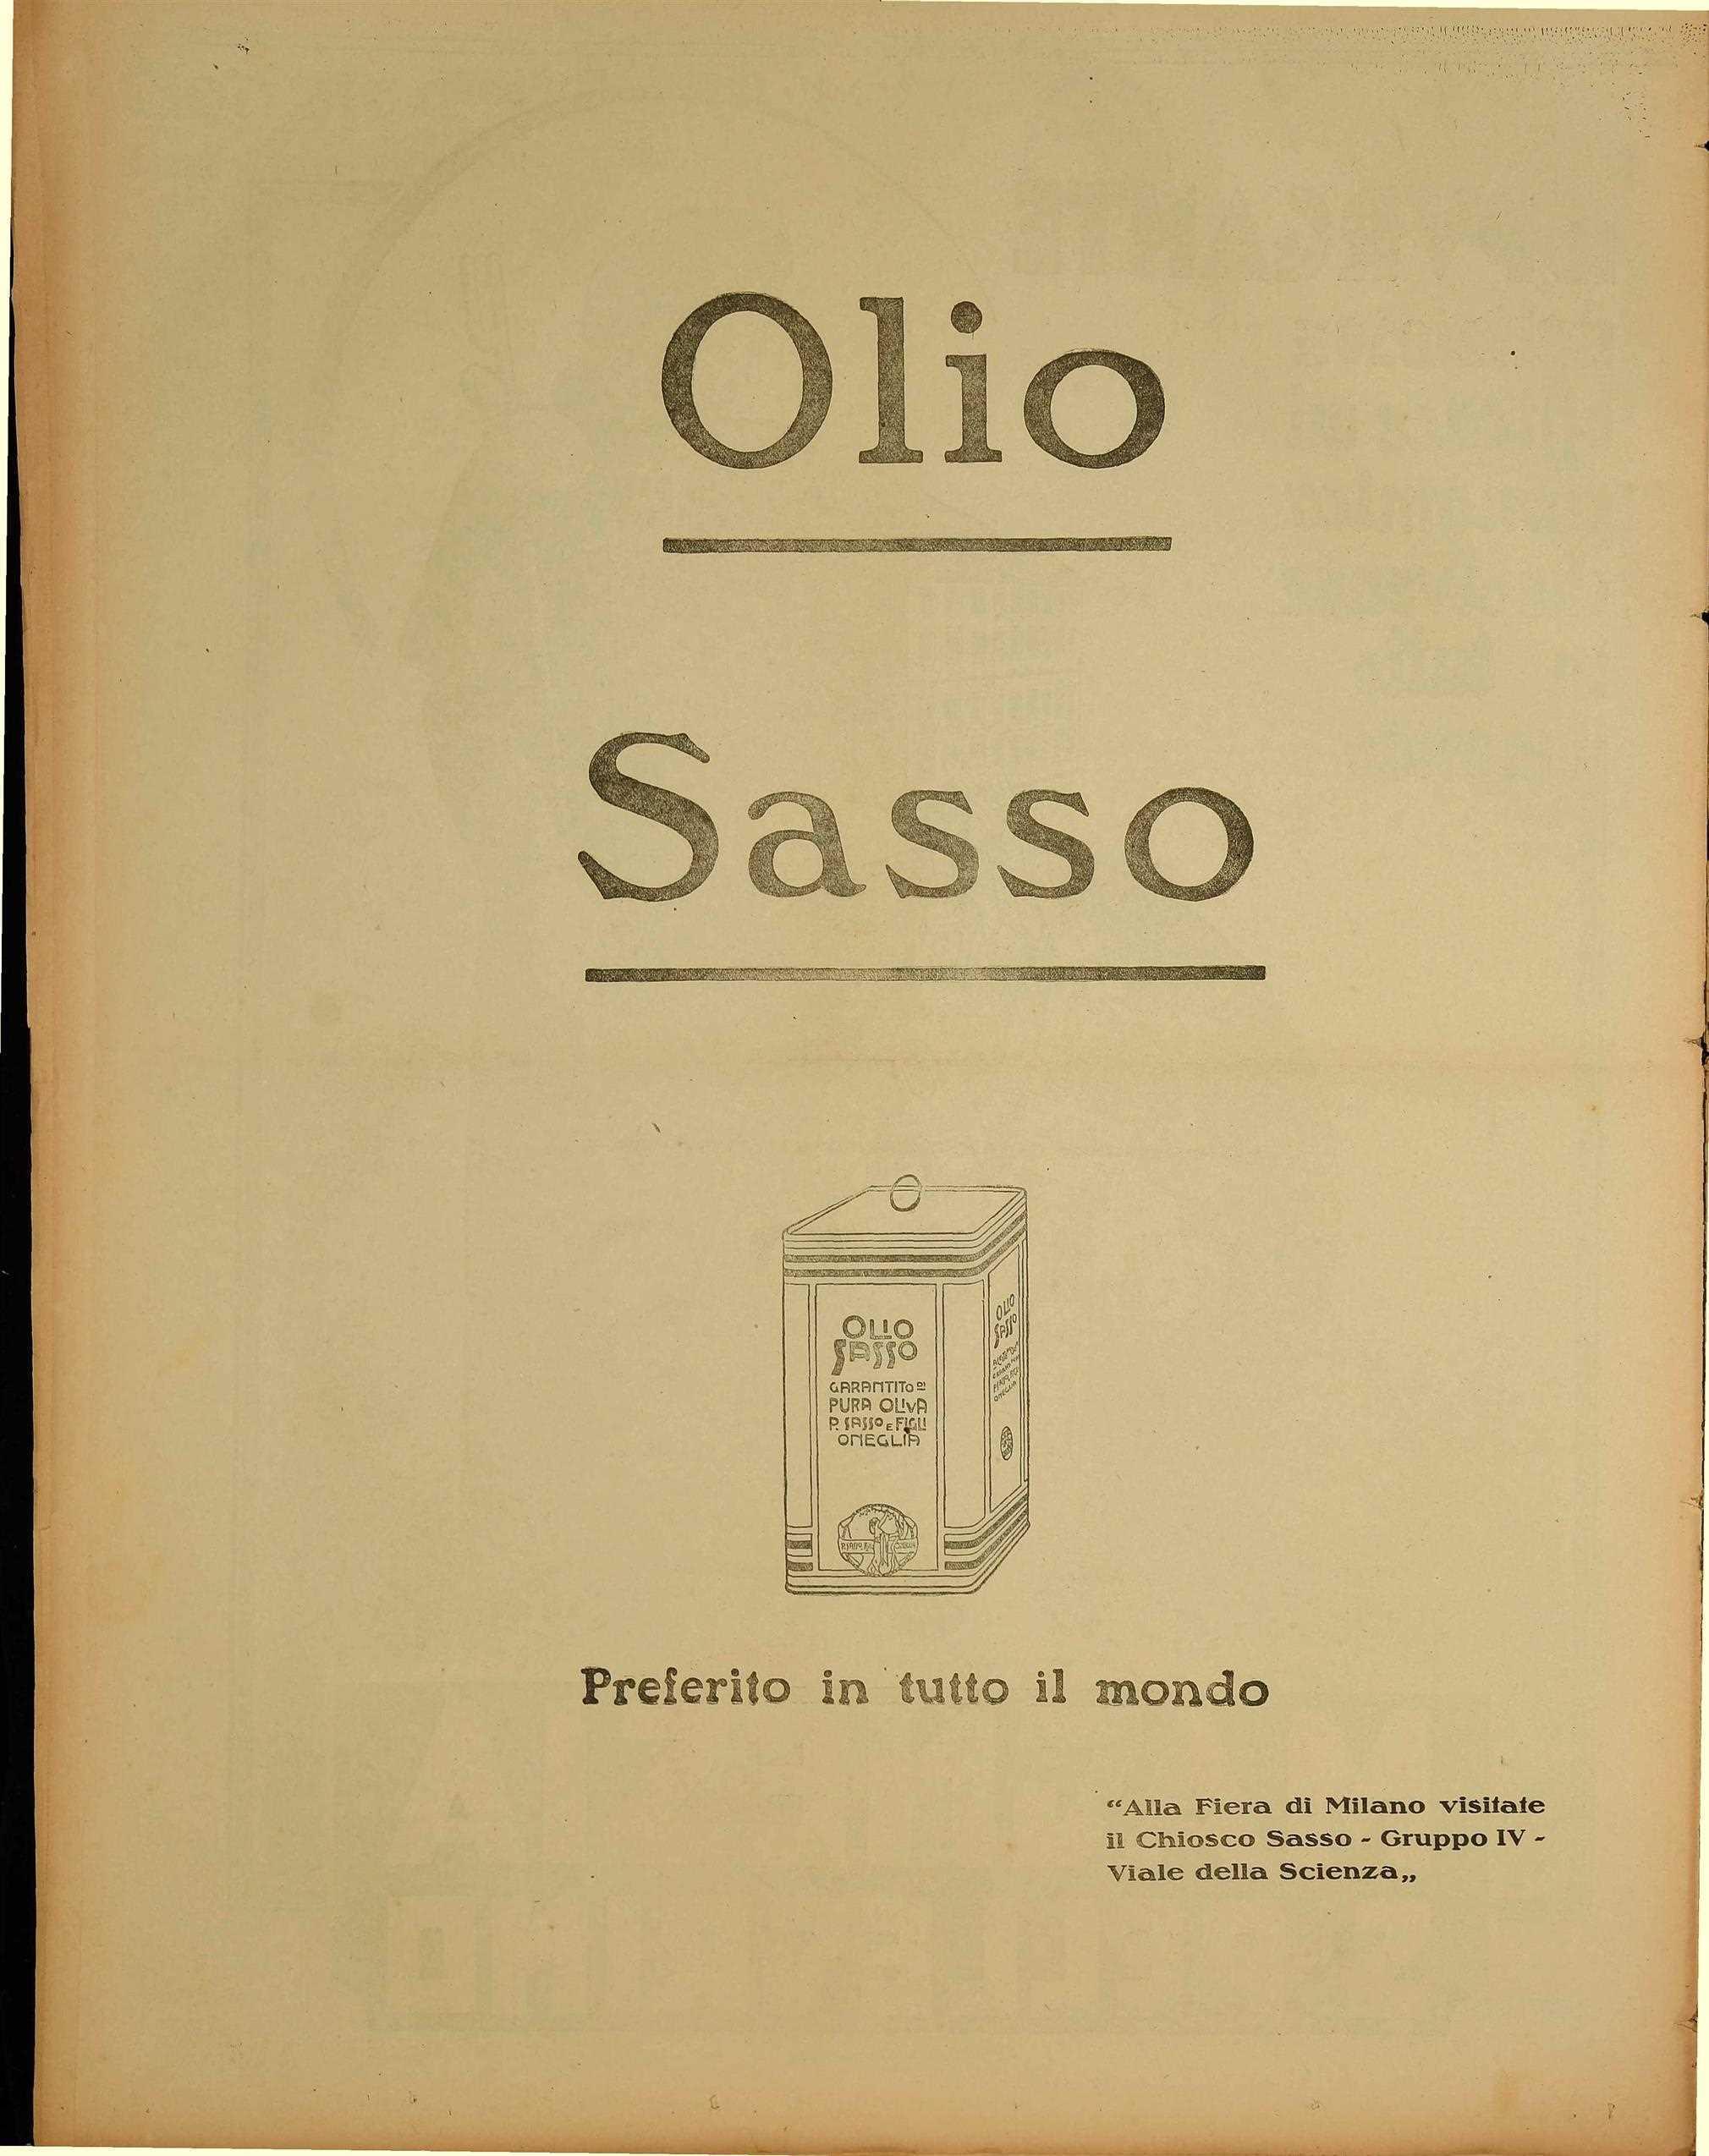 Olio
Sasso
OLIO
SASSO
GARANTITO DI
PURA OLIVA
P. SASSO E FIGLI
ONEGLIA
OLIO
SASSO
ONEGLIA
Preferito in tutto il mondo
“Alla Fiera di Milano visitate
il Chiosco Sasso - Gruppo IV -
Viale della Scienza„